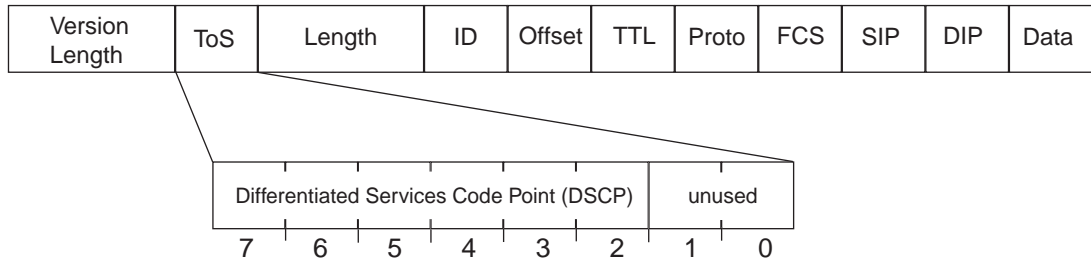 Version
Length
ToS
Length
ID
Offset
TTL
Proto
FCS
SIP
DIP
Data
Differentiated Services Code Point (DSCP)
unused
7 6 5 4 3 2 1 0